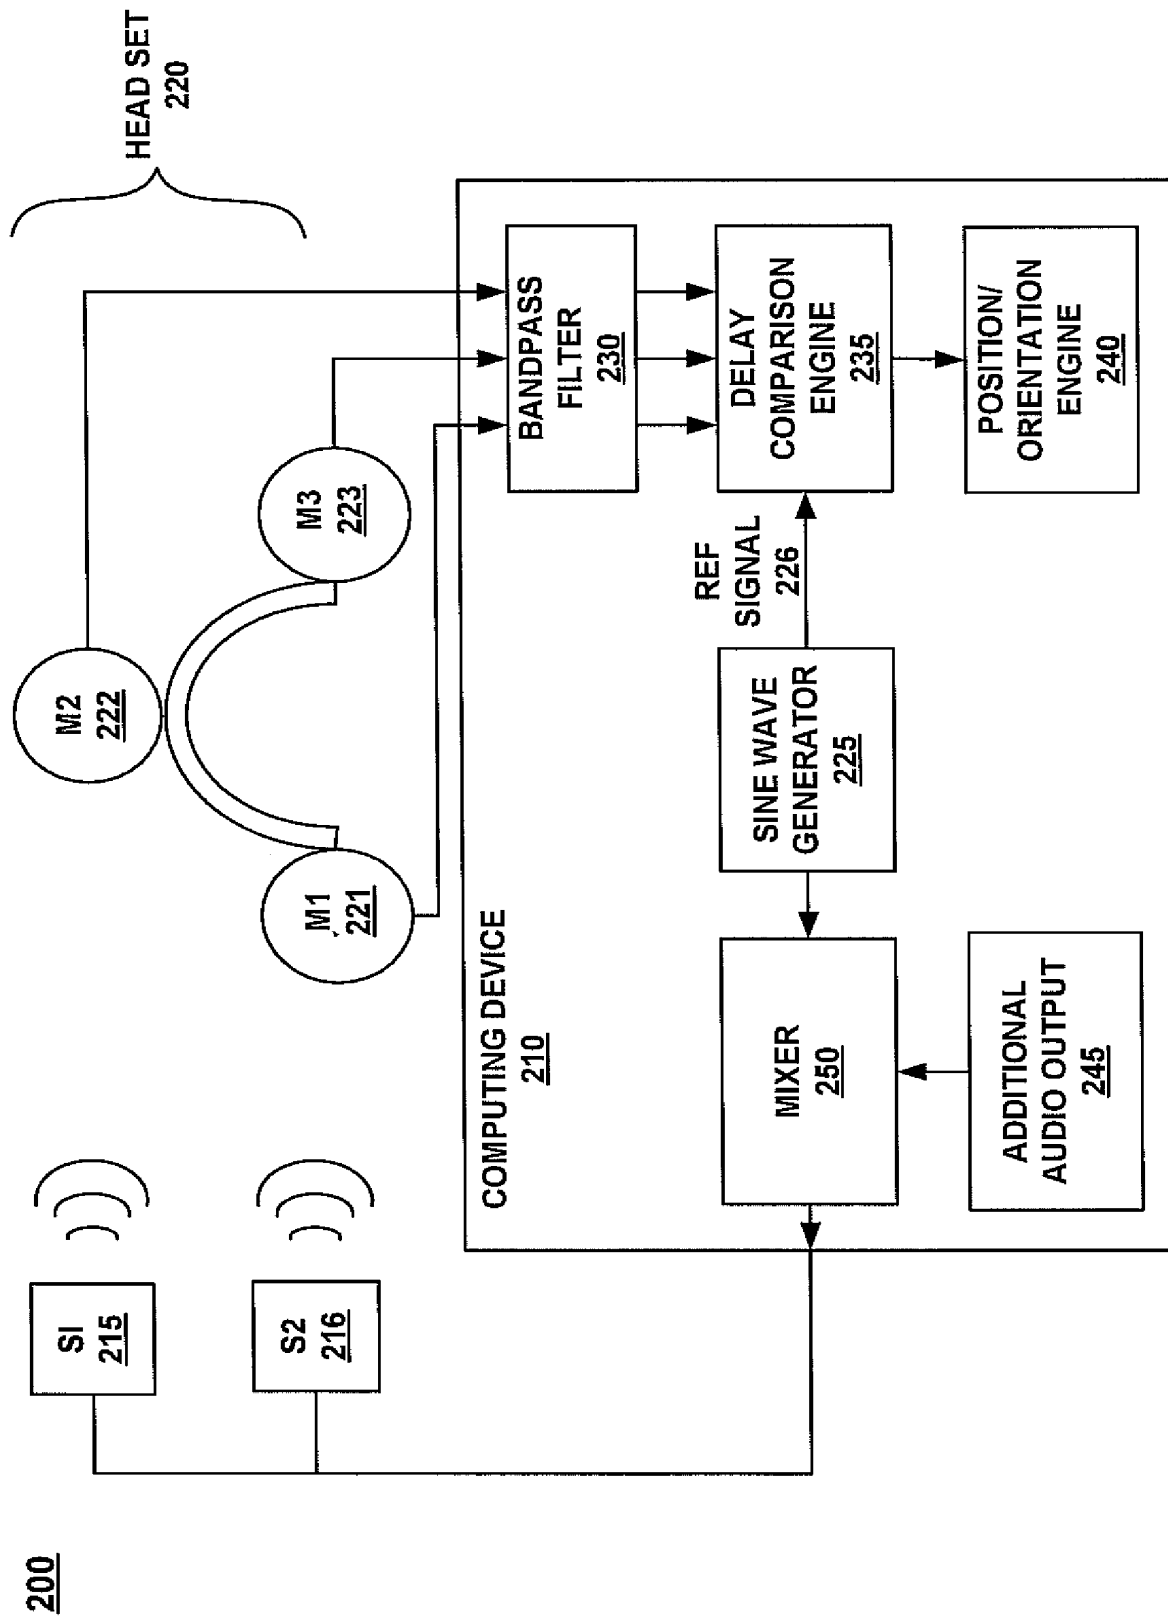 200
S1
215
S2
216
HEAD SET
220
M2
222
M1
221
M3
223
COMPUTING DEVICE
210
BANDPASS
FILTER
230
MIXER
250
SINE WAVE
GENERATOR
225
REF
SIGNAL
226
DELAY
COMPARISON
ENGINE
235
ADDITIONAL
AUDIO OUTPUT
245
POSITION/
ORIENTATION
ENGINE
240